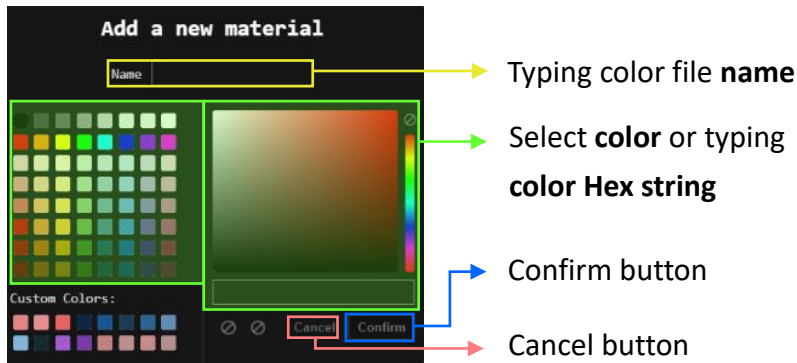 Add a new material
Name
Typing color file name
Select color or typing
color Hex string
Confirm button
Custom Colors:
Cancel
Confirm
Cancel button